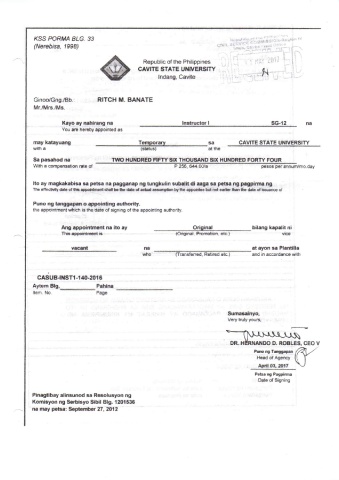 KSS PORMA BLG. 33
(Nerebisa, 1998)
Republic of the Philippines
CAVITE STATE UNIVERSITY
Indang, Cavite
Ginoo/Gng./Bb. RITCH M. BANATE
Mr./Mrs./Ms.
Kayo ay nahirang na Instructor I SG-12 na
You are hereby appointed as
may katayuang Temporary sa CAVITE STATE UNIVERSITY
with a (status) at the
Sa pasahod na TWO HUNDRED FIFTY SIX THOUSAND SIX HUNDRED FORTY FOUR
With a compensation rate of P 256, 644.00/a pesos per annum/mo./day
Ito ay magkakabisa sa petsa ng pagganap ng tungkulin subalit di aaga sa petsa ng pagpirma ng
The effectivity date of this appointment shall be the date of actual assumption by the appointee but not earlier than the date of issuance of
Puno ng tanggapan o appointing authority.
the appointment which is the date of signing of the appointing authority.
Ang appointment na ito ay Original bilang kapalit ni
This appointment is (Original, Promotion, etc.) vice
vacant na at ayon sa Plantilla
who (Transferred, Retired etc.) and in accordance with
CASUB-INST1-140-2016
Aytem Blg. Pahina
Item. No. Page
Sumasainyo,
Very truly yours,
DR. HERNANDO D. ROBLES, CEO V
Puno ng Tanggapan
Head of Agency
April 03, 2017
Petsa ng Pagpirma
Date of Signing
Pinagtibay alinsunod sa Resolusyon ng
Komisyon ng Serbisyo Sibil Blg. 1201536
na may petsa: September 27, 2012